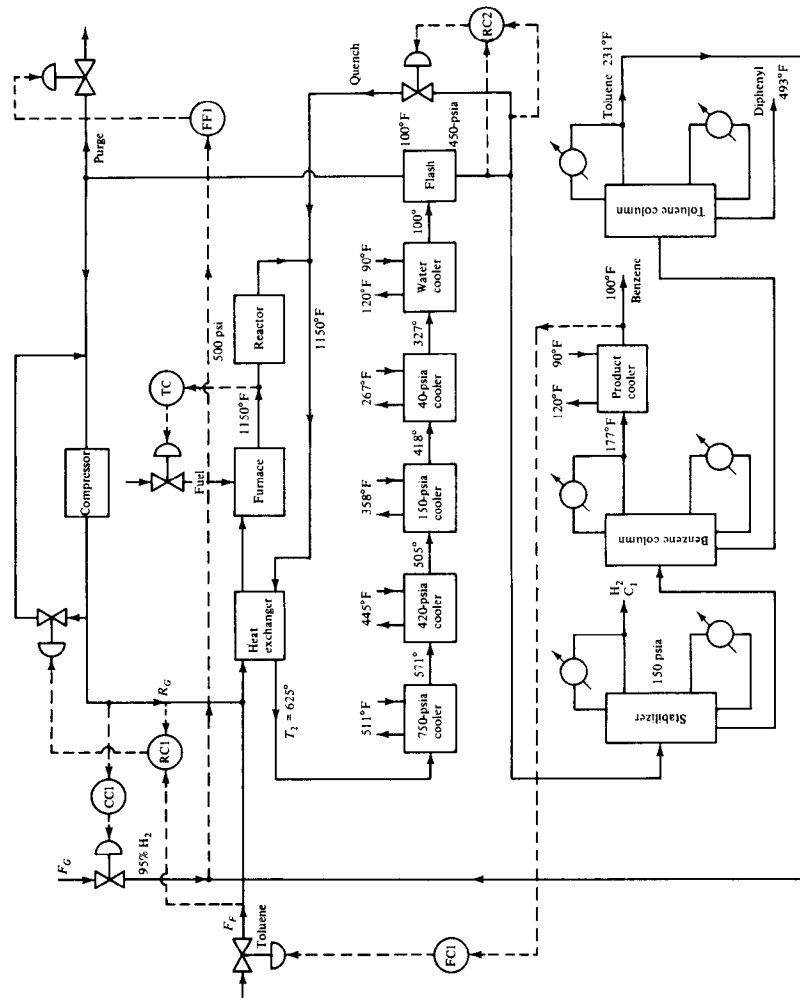 Purge
FF1
Quench
RC2
100°F
450-psia
Flash
Toluene 231°F
Diphenyl
493°F
Toluene column
500 psi
1150°F
Reactor
TC
1150°F
Compressor
Fuel
Furnace
Heat
exchanger
100°
120°F 90°F
Water
cooler
327°
267°F
40-psia
cooler
418°
358°F
150-psia
cooler
505°
445°F
420-psia
cooler
571°
511°F
750-psia
cooler
T₂ = 625°
100°F
Benzene
120°F 90°F
Product
cooler
177°F
Benzene column
H₂
C₁
150 psia
Stabilizer
R_G
RC1
CC1
F_G
95% H₂
F_F
Toluene
FC1